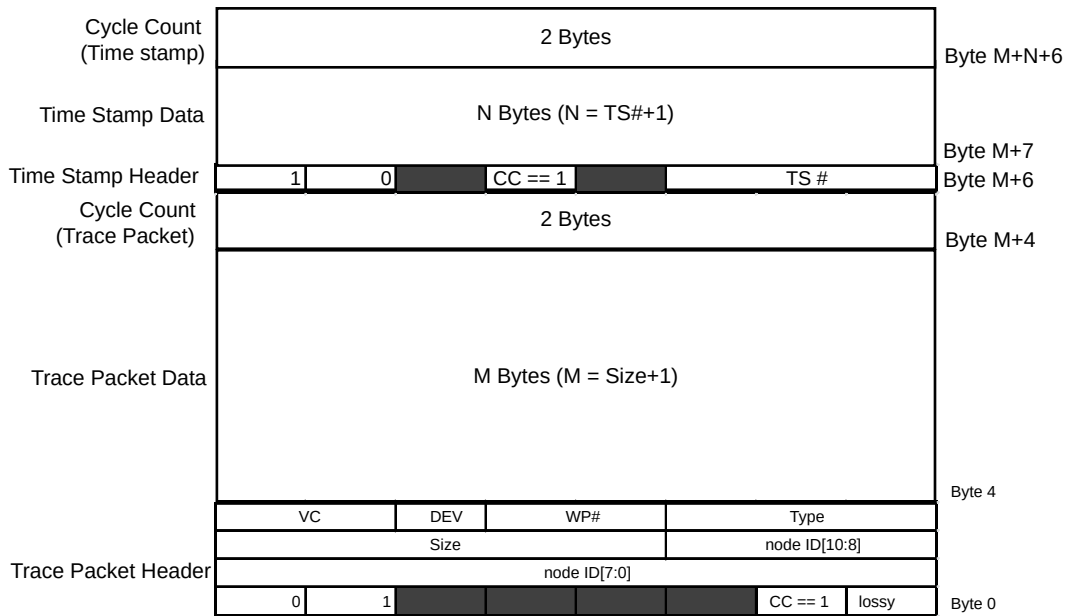 Cycle Count
(Time stamp)
2 Bytes
Byte M+N+6
Time Stamp Data
N Bytes (N = TS#+1)
Byte M+7
Time Stamp Header
1
0
CC == 1
TS #
Byte M+6
Cycle Count
(Trace Packet)
2 Bytes
Byte M+4
Trace Packet Data
M Bytes (M = Size+1)
Byte 4
VC
DEV
WP#
Type
Size
node ID[10:8]
Trace Packet Header
node ID[7:0]
0
1
CC == 1
lossy
Byte 0